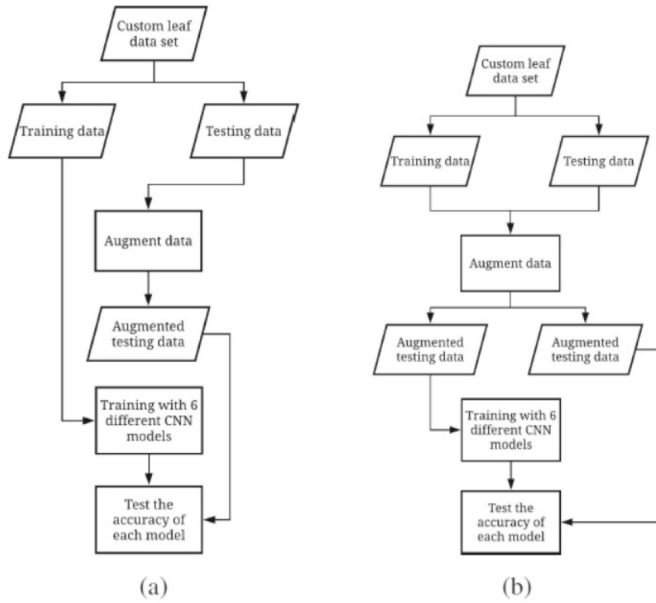 Custom leaf
data set
Training data
Testing data
Augment data
Augmented
testing data
Training with 6
different CNN
models
Test the
accuracy of
each model
(a)
Custom leaf
data set
Training data
Testing data
Augment data
Augmented
testing data
Augmented
testing data
Training with 6
different CNN
models
Test the
accuracy of
each model
(b)